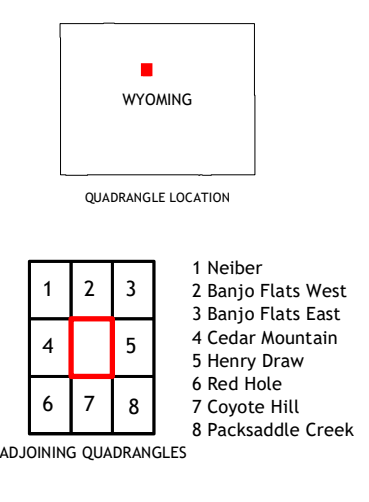 WYOMING
QUADRANGLE LOCATION
1 2 3
4 5
6 7 8
ADJOINING QUADRANGLES
1 Neiber
2 Banjo Flats West
3 Banjo Flats East
4 Cedar Mountain
5 Henry Draw
6 Red Hole
7 Coyote Hill
8 Packsaddle Creek